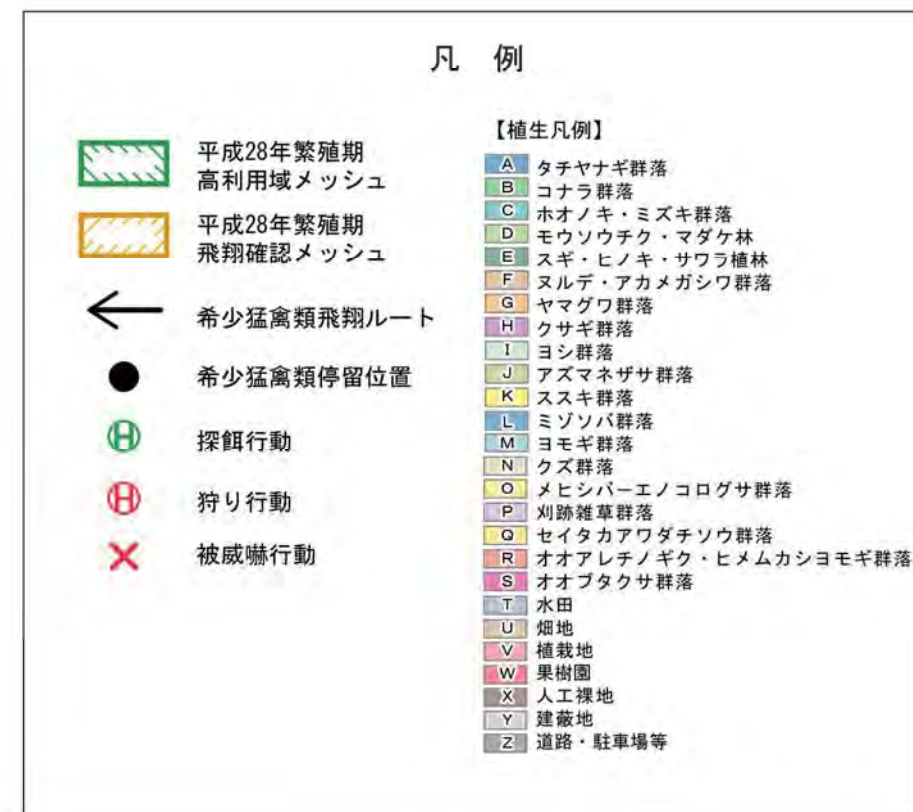 凡 例
平成28年繁殖期
高利用域メッシュ
平成28年繁殖期
飛翔確認メッシュ
希少猛禽類飛翔ルート
希少猛禽類停留位置
H 探餌行動
H 狩り行動
被威嚇行動
【植生凡例】
A タチヤナギ群落
B コナラ群落
C ホオノキ・ミズキ群落
D モウソウチク・マダケ林
E スギ・ヒノキ・サワラ植林
F ヌルデ・アカメガシワ群落
G ヤマグワ群落
H クサギ群落
I ヨシ群落
J アズマネザサ群落
K ススキ群落
L ミゾソバ群落
M ヨモギ群落
N クズ群落
O メヒシバーエノコログサ群落
P 刈跡雑草群落
Q セイタカアワダチソウ群落
R オオアレチノギク・ヒメムカシヨモギ群落
S オオブタクサ群落
T 水田
U 畑地
V 植栽地
W 果樹園
X 人工裸地
Y 建蔽地
Z 道路・駐車場等